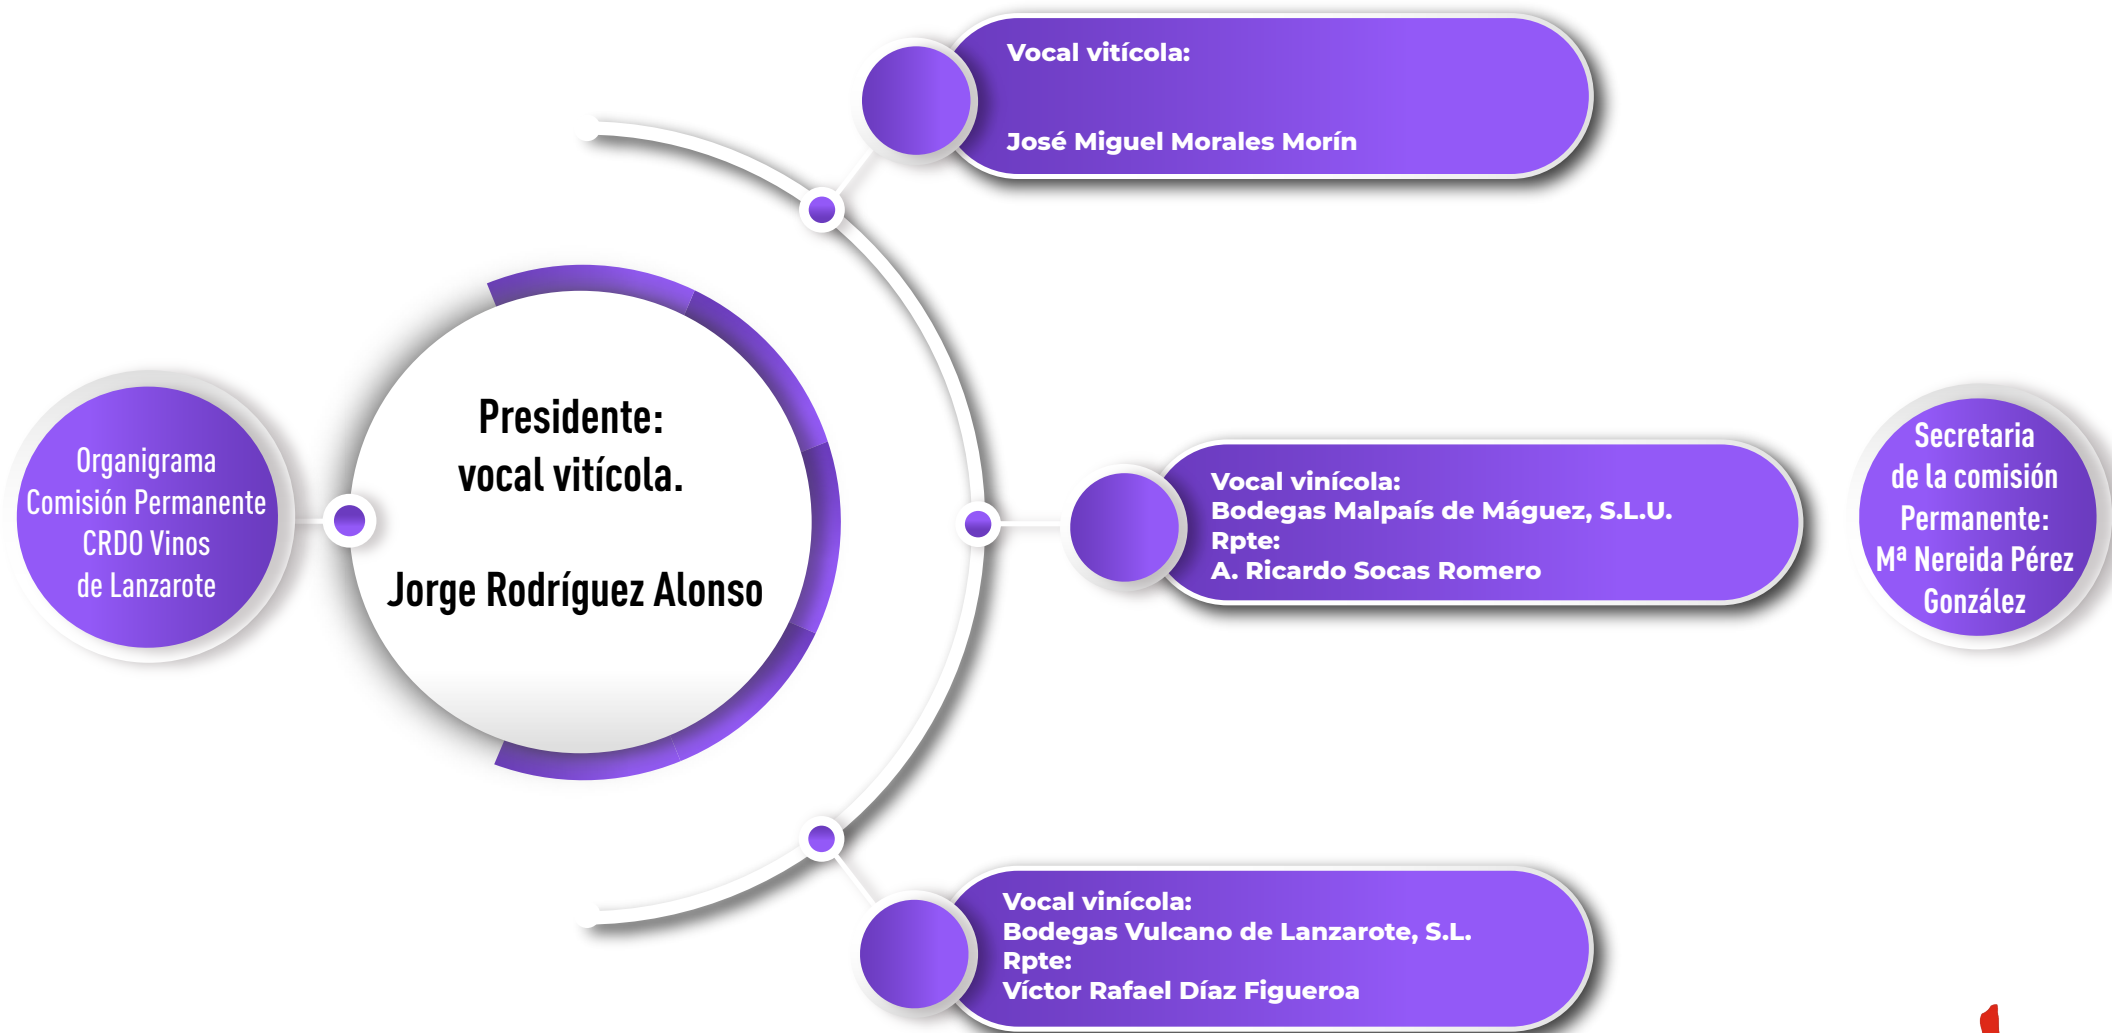 Organigrama
Comisión Permanente
CRDO Vinos
de Lanzarote
Presidente:
vocal vitícola.
Jorge Rodríguez Alonso
Vocal vitícola:
José Miguel Morales Morín
Vocal vinícola:
Bodegas Malpaís de Máguez, S.L.U.
Rpte:
A. Ricardo Socas Romero
Vocal vinícola:
Bodegas Vulcano de Lanzarote, S.L.
Rpte:
Víctor Rafael Díaz Figueroa
Secretaria
de la comisión
Permanente:
Mª Nereida Pérez
González